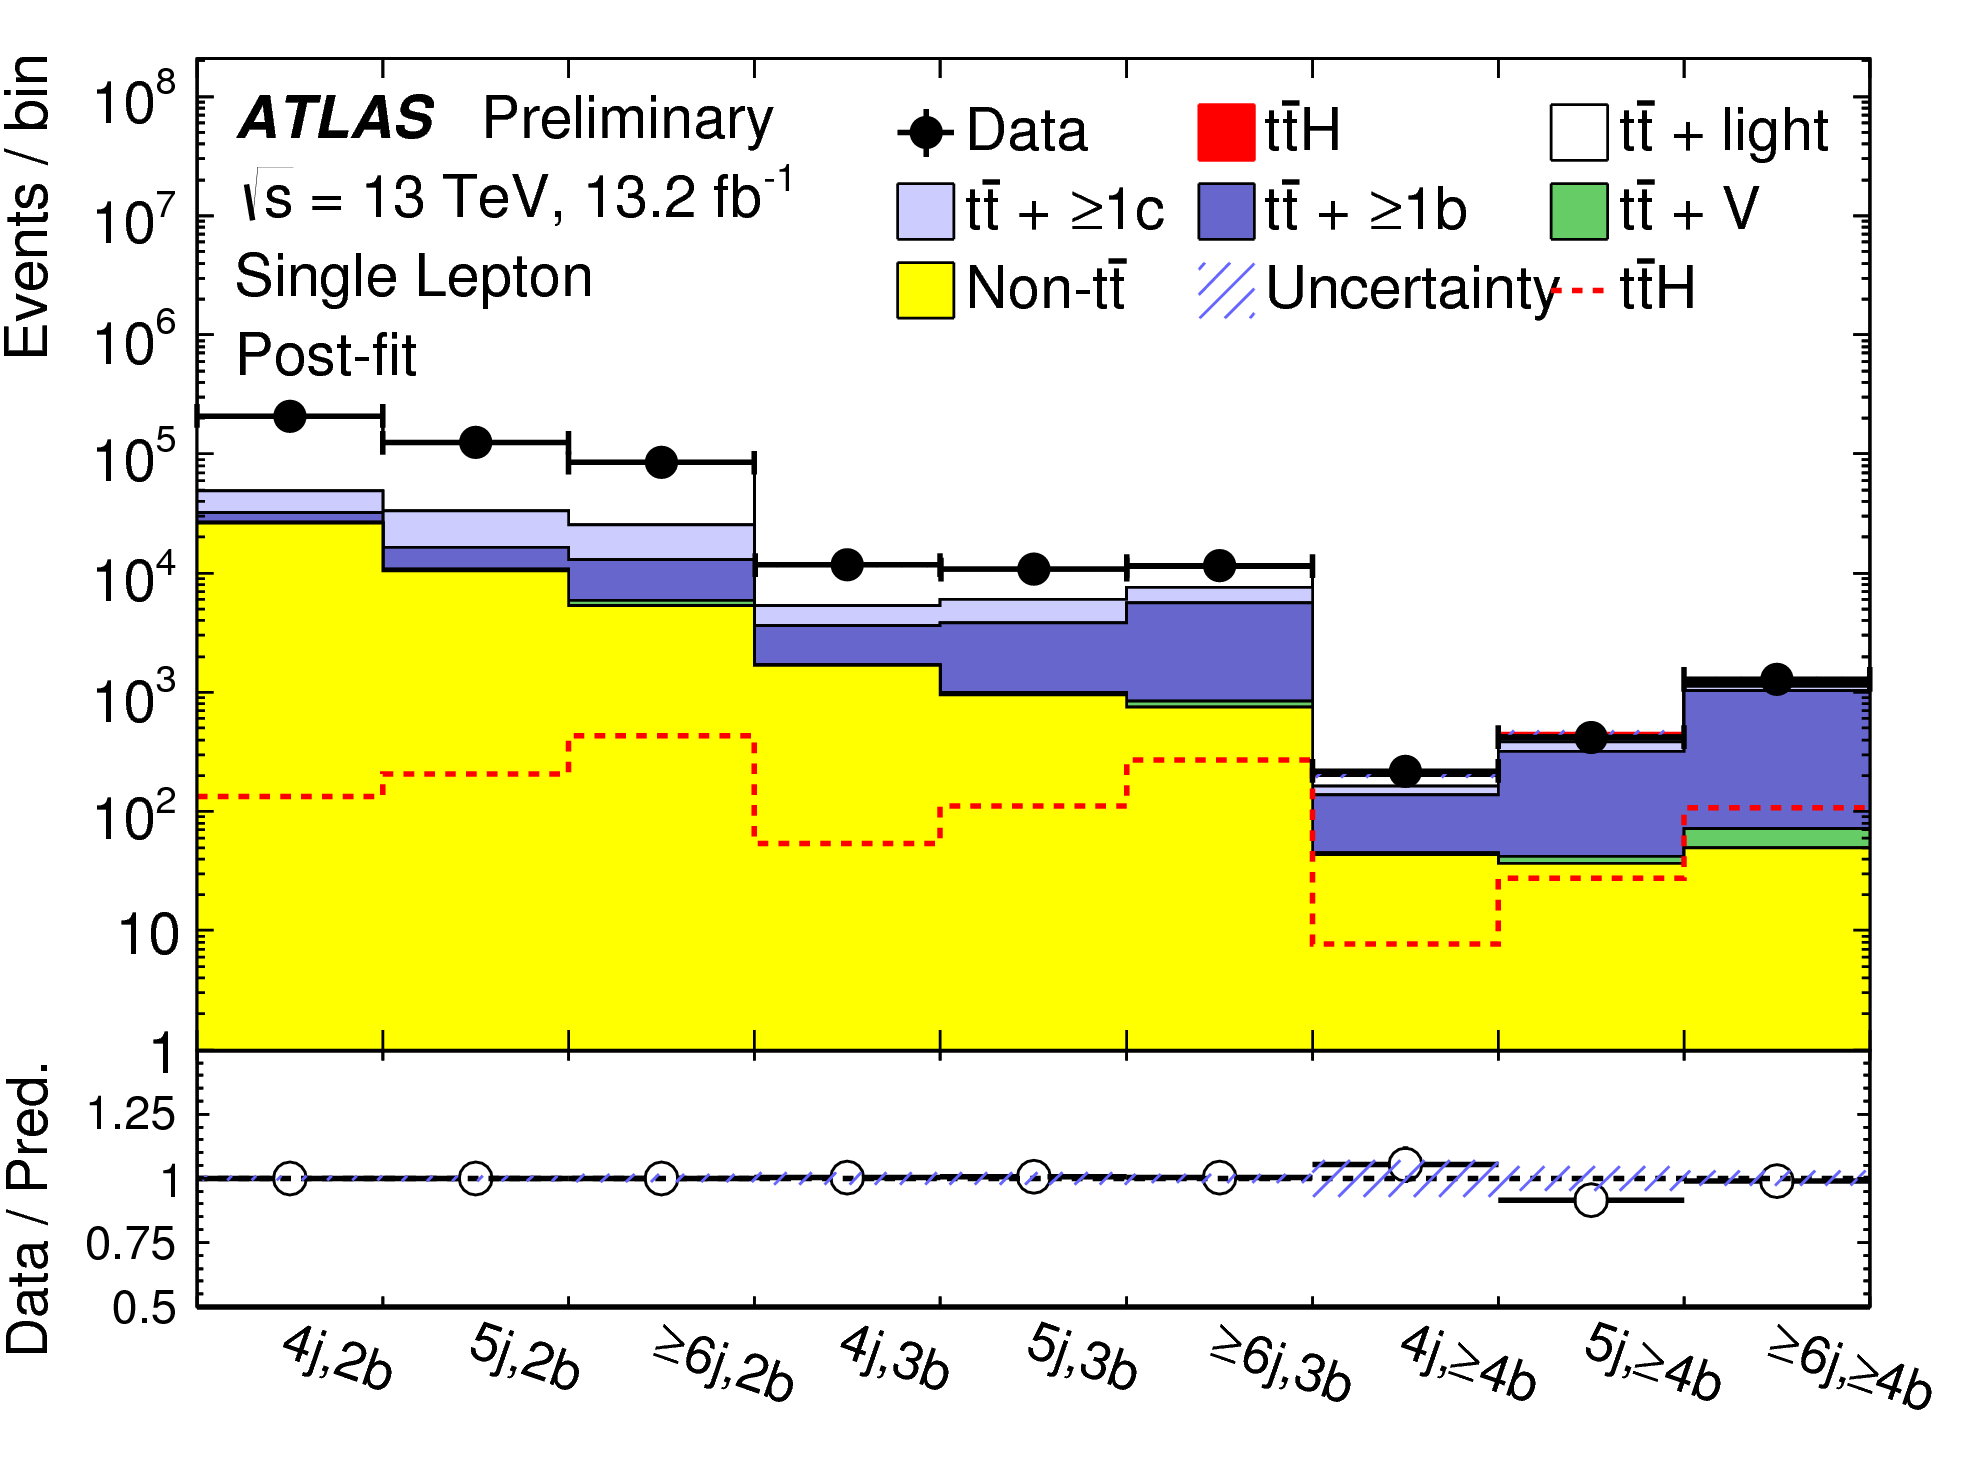 Events / bin
10⁸
10⁷
10⁶
10⁵
10⁴
10³
10²
10
1
ATLAS Preliminary
√s = 13 TeV, 13.2 fb⁻¹
Single Lepton
Post-fit
Data
tt̄H
tt̄ + light
tt̄ + ≥1c
tt̄ + ≥1b
tt̄ + V
Non-tt̄
Uncertainty
tt̄H
Data / Pred.
1.25
1
0.75
0.5
4j,2b
5j,2b
≥6j,2b
4j,3b
5j,3b
≥6j,3b
4j,≥4b
5j,≥4b
≥6j,≥4b